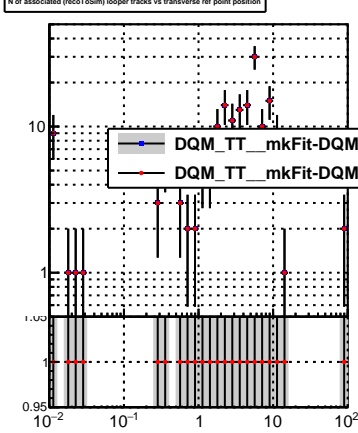 N of associated (recoToSim) looper tracks vs transverse ref point position
10
DQM_TT__mkFit-DQM
DQM_TT__mkFit-DQM
1
1.05
1
0.95
10⁻² 10⁻¹ 1 10 10²